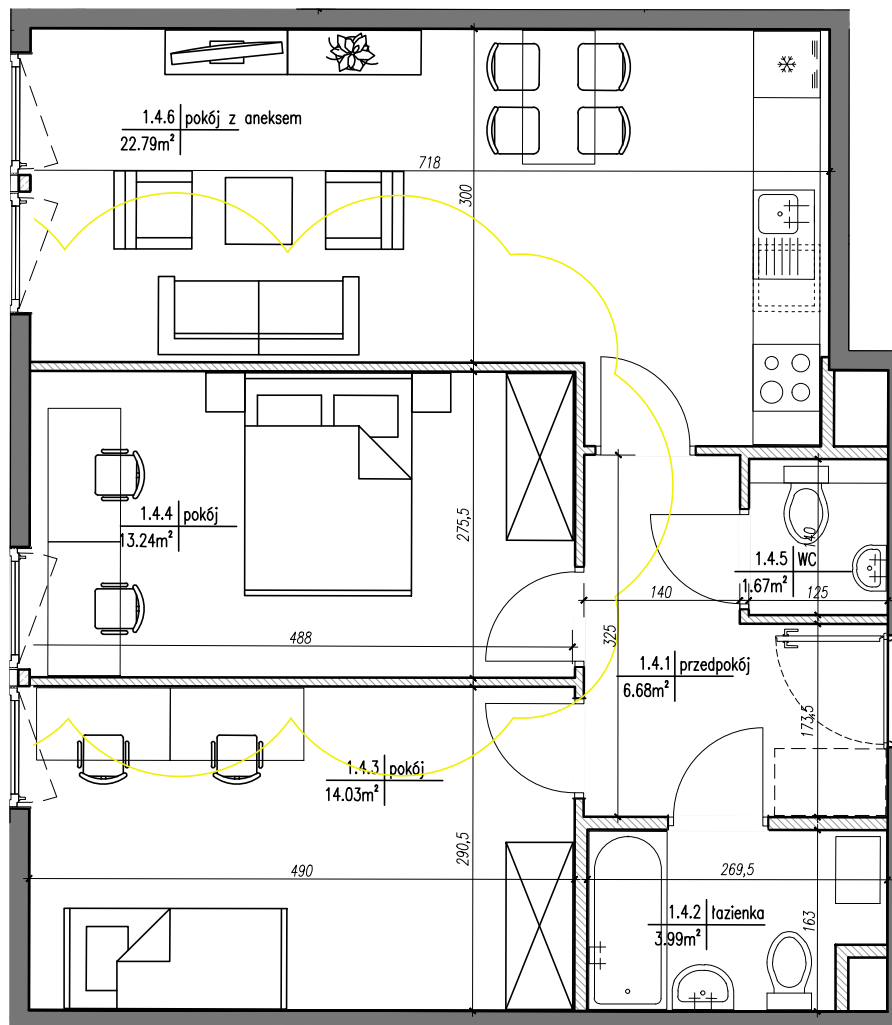 1.4.6 pokój z aneksem
22.79m²
718
300
1.4.4 pokój
13.24m²
275,5
488
140
1.4.5 WC
1.67m²
125
140
325
1.4.1 przedpokój
6.68m²
173,5
1.4.3 pokój
14.03m²
290,5
490
269,5
1.4.2 łazienka
3.99m²
163